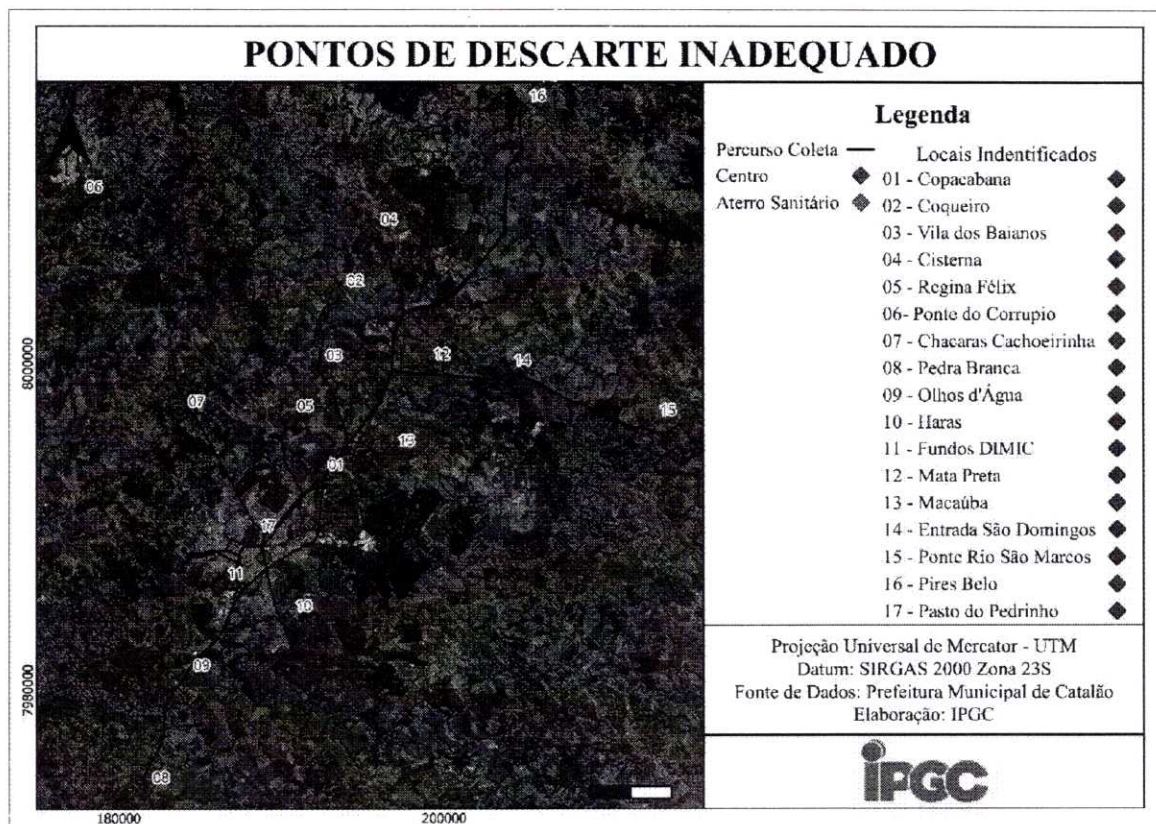 PONTOS DE DESCARTE INADEQUADO
16
06
04
02
03
12
14
07
05
15
13
01
17
11
10
09
08
8000000
7980000
180000
200000
Legenda
Percurso Coleta
Centro
Aterro Sanitário
Locais Indentificados
01 - Copacabana
02 - Coqueiro
03 - Vila dos Baianos
04 - Cisterna
05 - Regina Félix
06- Ponte do Corrupio
07 - Chacaras Cachoeirinha
08 - Pedra Branca
09 - Olhos d'Água
10 - Haras
11 - Fundos DIMIC
12 - Mata Preta
13 - Macaúba
14 - Entrada São Domingos
15 - Ponte Rio São Marcos
16 - Pires Belo
17 - Pasto do Pedrinho
Projeção Universal de Mercator - UTM
Datum: SIRGAS 2000 Zona 23S
Fonte de Dados: Prefeitura Municipal de Catalão
Elaboração: IPGC
iPGC